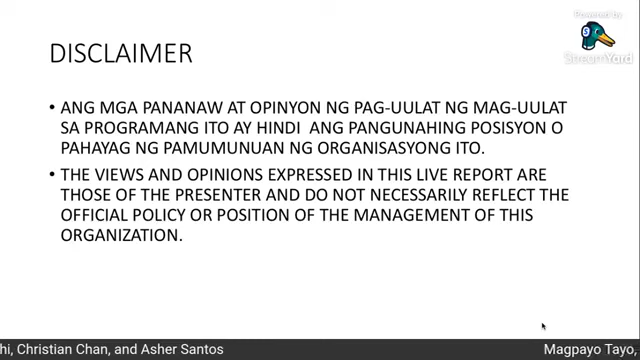 Powered by
StreamYard
DISCLAIMER
• ANG MGA PANANAW AT OPINYON NG PAG-UULAT NG MAG-UULAT
SA PROGRAMANG ITO AY HINDI ANG PANGUNAHING POSISYON O
PAHAYAG NG PAMUMUNUAN NG ORGANISASYONG ITO.
• THE VIEWS AND OPINIONS EXPRESSED IN THIS LIVE REPORT ARE
THOSE OF THE PRESENTER AND DO NOT NECESSARILY REFLECT THE
OFFICIAL POLICY OR POSITION OF THE MANAGEMENT OF THIS
ORGANIZATION.
hi, Christian Chan, and Asher Santos
Magpayo Tayo,